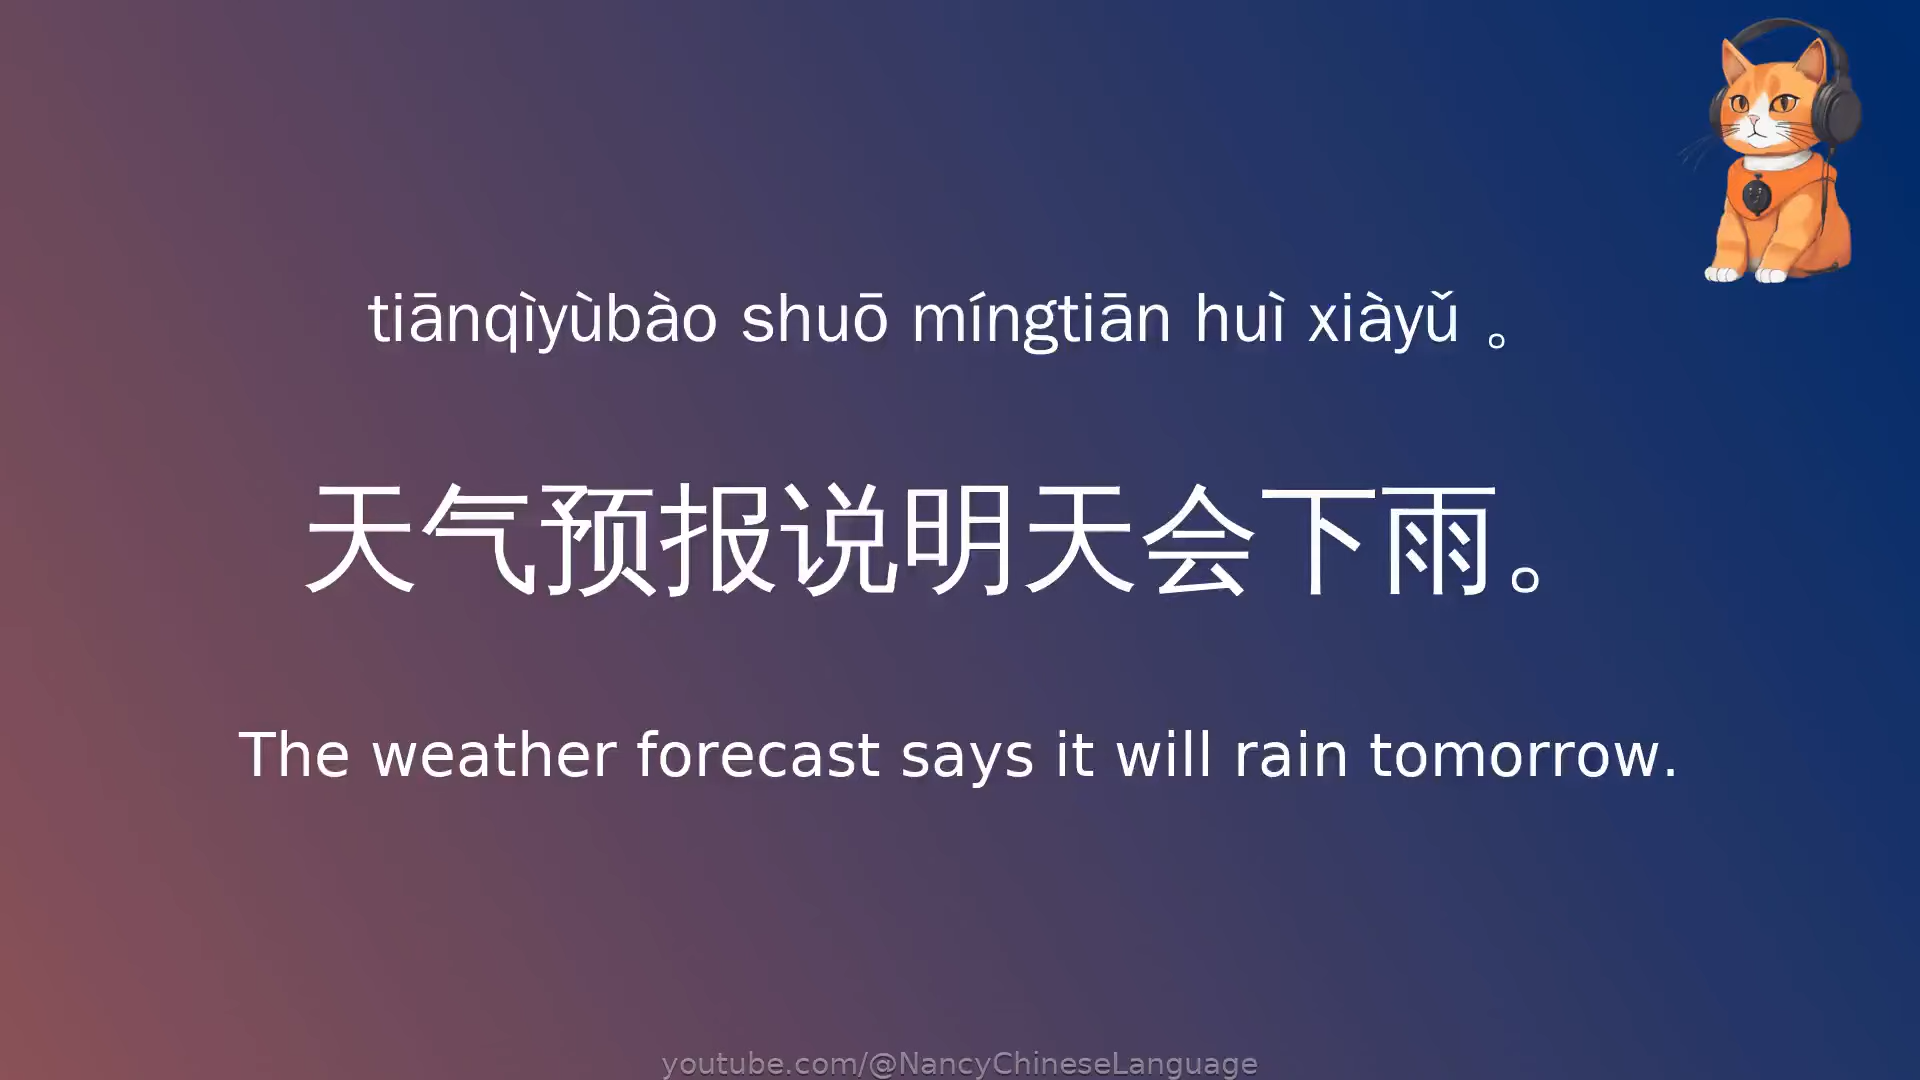 tiānqìyùbào shuō míngtiān huì xiàyǔ 。
天气预报说明天会下雨。
The weather forecast says it will rain tomorrow.
youtube.com/@NancyChineseLanguage